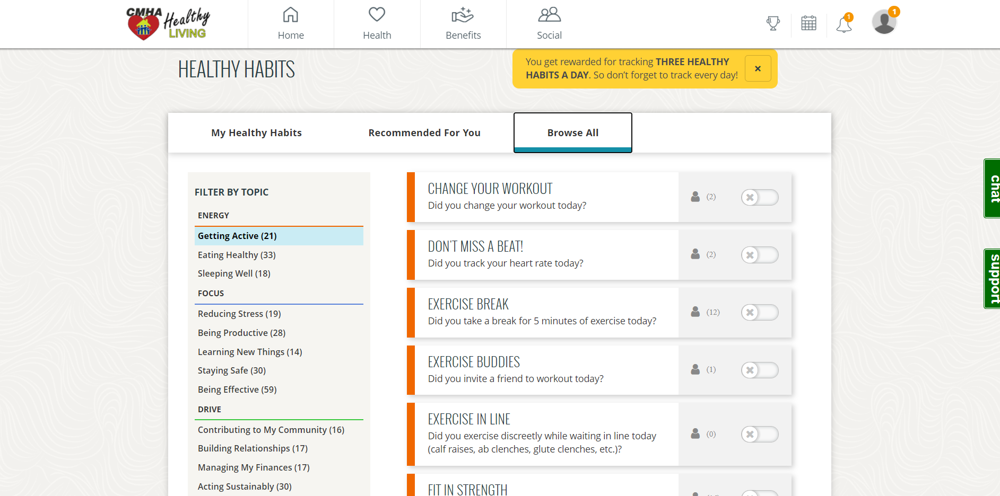 CMHA
Healthy
LIVING
Home
Health
Benefits
Social
1
1
HEALTHY HABITS
You get rewarded for tracking THREE HEALTHY
HABITS A DAY. So don't forget to track every day!
My Healthy Habits
Recommended For You
Browse All
FILTER BY TOPIC
ENERGY
Getting Active (21)
Eating Healthy (33)
Sleeping Well (18)
FOCUS
Reducing Stress (19)
Being Productive (28)
Learning New Things (14)
Staying Safe (30)
Being Effective (59)
DRIVE
Contributing to My Community (16)
Building Relationships (17)
Managing My Finances (17)
Acting Sustainably (30)
CHANGE YOUR WORKOUT
Did you change your workout today?
(2)
DON'T MISS A BEAT!
Did you track your heart rate today?
(2)
EXERCISE BREAK
Did you take a break for 5 minutes of exercise today?
(12)
EXERCISE BUDDIES
Did you invite a friend to workout today?
(1)
EXERCISE IN LINE
Did you exercise discreetly while waiting in line today
(calf raises, ab clenches, glute clenches, etc.)?
(0)
FIT IN STRENGTH
chat
support